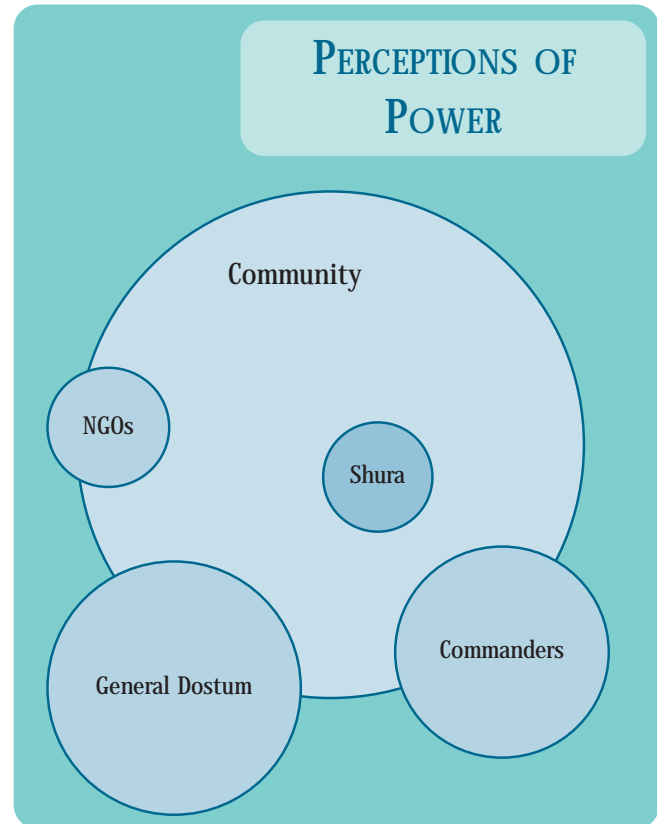 PERCEPTIONS OF
POWER
Community
NGOs
Shura
Commanders
General Dostum